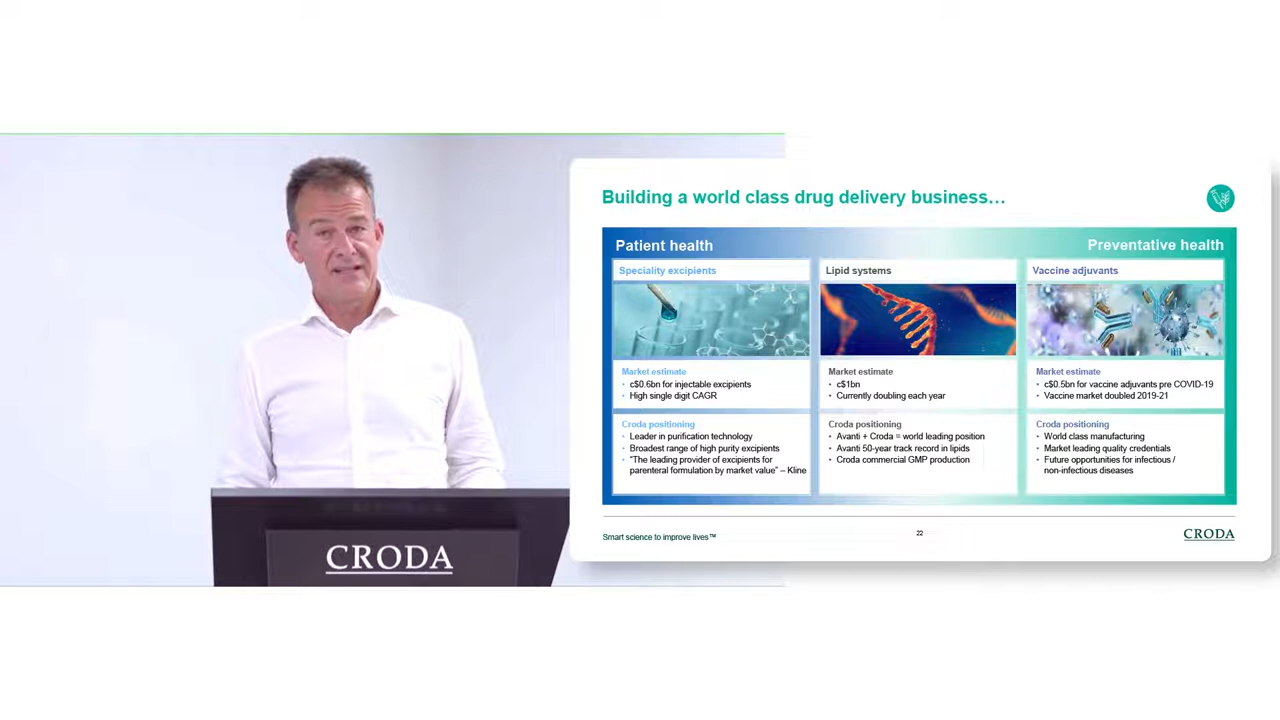 CRODA
Building a world class drug delivery business…
Patient health
Preventative health
Speciality excipients
Market estimate
• c$0.6bn for injectable excipients
• High single digit CAGR
Croda positioning
• Leader in purification technology
• Broadest range of high purity excipients
• “The leading provider of excipients for
parenteral formulation by market value” – Kline
Lipid systems
Market estimate
• c$1bn
• Currently doubling each year
Croda positioning
• Avanti + Croda = world leading position
• Avanti 50-year track record in lipids
• Croda commercial GMP production
Vaccine adjuvants
Market estimate
• c$0.5bn for vaccine adjuvants pre COVID-19
• Vaccine market doubled 2019-21
Croda positioning
• World class manufacturing
• Market leading quality credentials
• Future opportunities for infectious /
non-infectious diseases
Smart science to improve lives™
22
CRODA